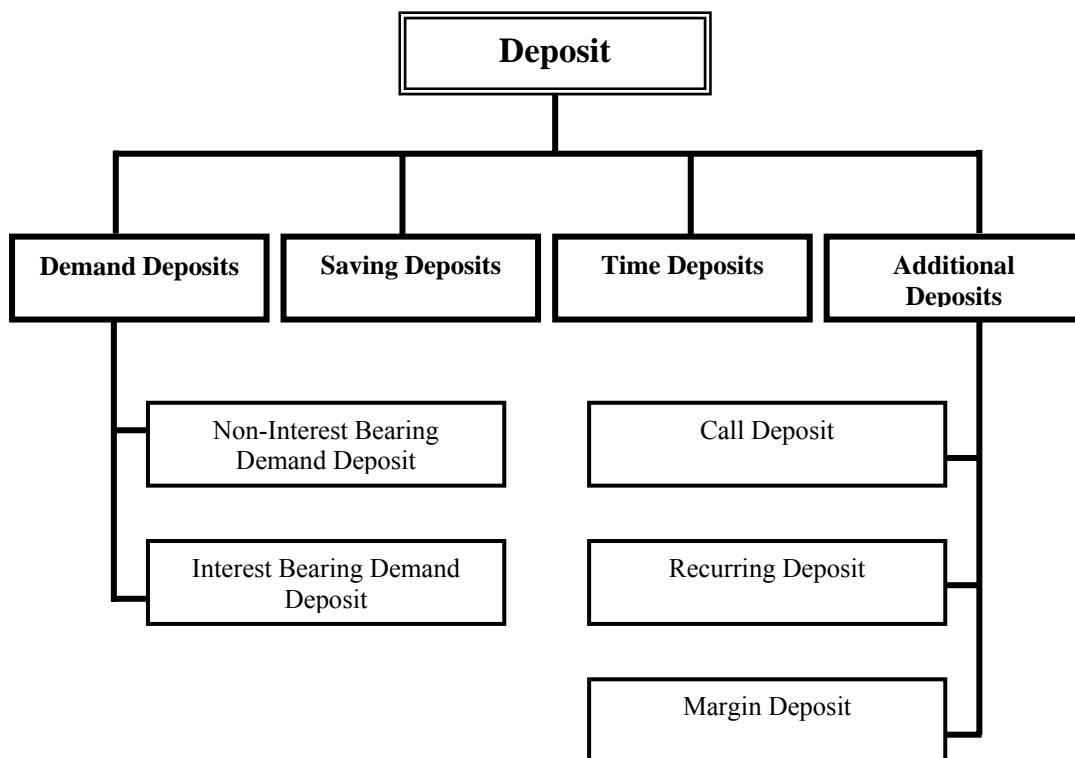 Deposit
Demand Deposits
Saving Deposits
Time Deposits
Additional
Deposits
Non-Interest Bearing
Demand Deposit
Interest Bearing Demand
Deposit
Call Deposit
Recurring Deposit
Margin Deposit